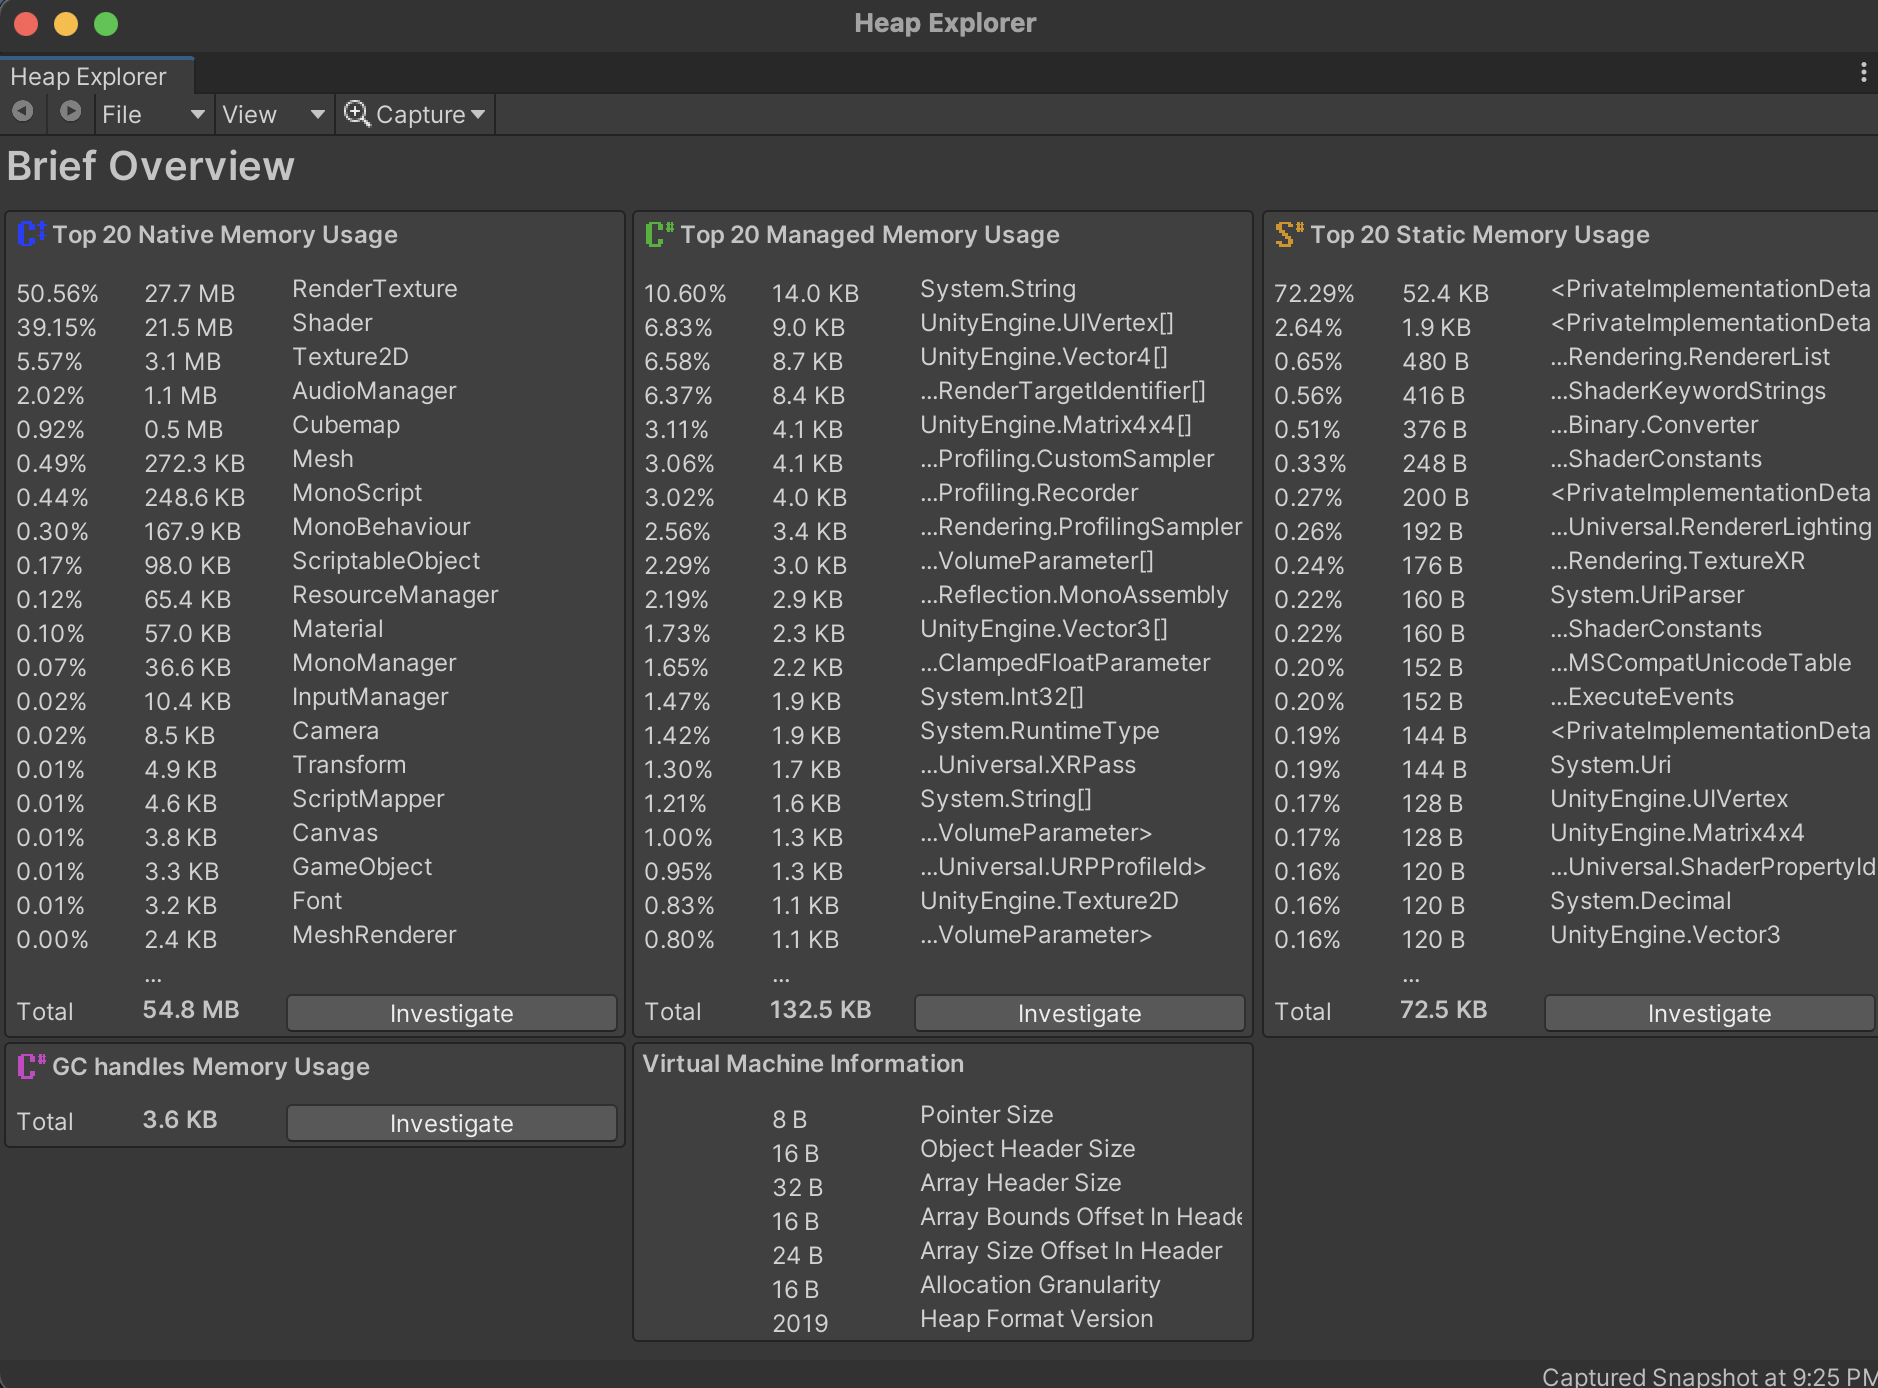 Heap Explorer
Heap Explorer
File View Capture
Brief Overview
Top 20 Native Memory Usage
50.56% 27.7 MB RenderTexture
39.15% 21.5 MB Shader
5.57% 3.1 MB Texture2D
2.02% 1.1 MB AudioManager
0.92% 0.5 MB Cubemap
0.49% 272.3 KB Mesh
0.44% 248.6 KB MonoScript
0.30% 167.9 KB MonoBehaviour
0.17% 98.0 KB ScriptableObject
0.12% 65.4 KB ResourceManager
0.10% 57.0 KB Material
0.07% 36.6 KB MonoManager
0.02% 10.4 KB InputManager
0.02% 8.5 KB Camera
0.01% 4.9 KB Transform
0.01% 4.6 KB ScriptMapper
0.01% 3.8 KB Canvas
0.01% 3.3 KB GameObject
0.01% 3.2 KB Font
0.00% 2.4 KB MeshRenderer
...
Total 54.8 MB Investigate
Top 20 Managed Memory Usage
10.60% 14.0 KB System.String
6.83% 9.0 KB UnityEngine.UIVertex[]
6.58% 8.7 KB UnityEngine.Vector4[]
6.37% 8.4 KB ...RenderTargetIdentifier[]
3.11% 4.1 KB UnityEngine.Matrix4x4[]
3.06% 4.1 KB ...Profiling.CustomSampler
3.02% 4.0 KB ...Profiling.Recorder
2.56% 3.4 KB ...Rendering.ProfilingSampler
2.29% 3.0 KB ...VolumeParameter[]
2.19% 2.9 KB ...Reflection.MonoAssembly
1.73% 2.3 KB UnityEngine.Vector3[]
1.65% 2.2 KB ...ClampedFloatParameter
1.47% 1.9 KB System.Int32[]
1.42% 1.9 KB System.RuntimeType
1.30% 1.7 KB ...Universal.XRPass
1.21% 1.6 KB System.String[]
1.00% 1.3 KB ...VolumeParameter>
0.95% 1.3 KB ...Universal.URPProfileId>
0.83% 1.1 KB UnityEngine.Texture2D
0.80% 1.1 KB ...VolumeParameter>
...
Total 132.5 KB Investigate
Top 20 Static Memory Usage
72.29% 52.4 KB <PrivateImplementationDeta
2.64% 1.9 KB <PrivateImplementationDeta
0.65% 480 B ...Rendering.RendererList
0.56% 416 B ...ShaderKeywordStrings
0.51% 376 B ...Binary.Converter
0.33% 248 B ...ShaderConstants
0.27% 200 B <PrivateImplementationDeta
0.26% 192 B ...Universal.RendererLighting
0.24% 176 B ...Rendering.TextureXR
0.22% 160 B System.UriParser
0.22% 160 B ...ShaderConstants
0.20% 152 B ...MSCompatUnicodeTable
0.20% 152 B ...ExecuteEvents
0.19% 144 B <PrivateImplementationDeta
0.19% 144 B System.Uri
0.17% 128 B UnityEngine.UIVertex
0.17% 128 B UnityEngine.Matrix4x4
0.16% 120 B ...Universal.ShaderPropertyId
0.16% 120 B System.Decimal
0.16% 120 B UnityEngine.Vector3
...
Total 72.5 KB Investigate
GC handles Memory Usage
Total 3.6 KB Investigate
Virtual Machine Information
8 B Pointer Size
16 B Object Header Size
32 B Array Header Size
16 B Array Bounds Offset In Heade
24 B Array Size Offset In Header
16 B Allocation Granularity
2019 Heap Format Version
Captured Snapshot at 9:25 PM